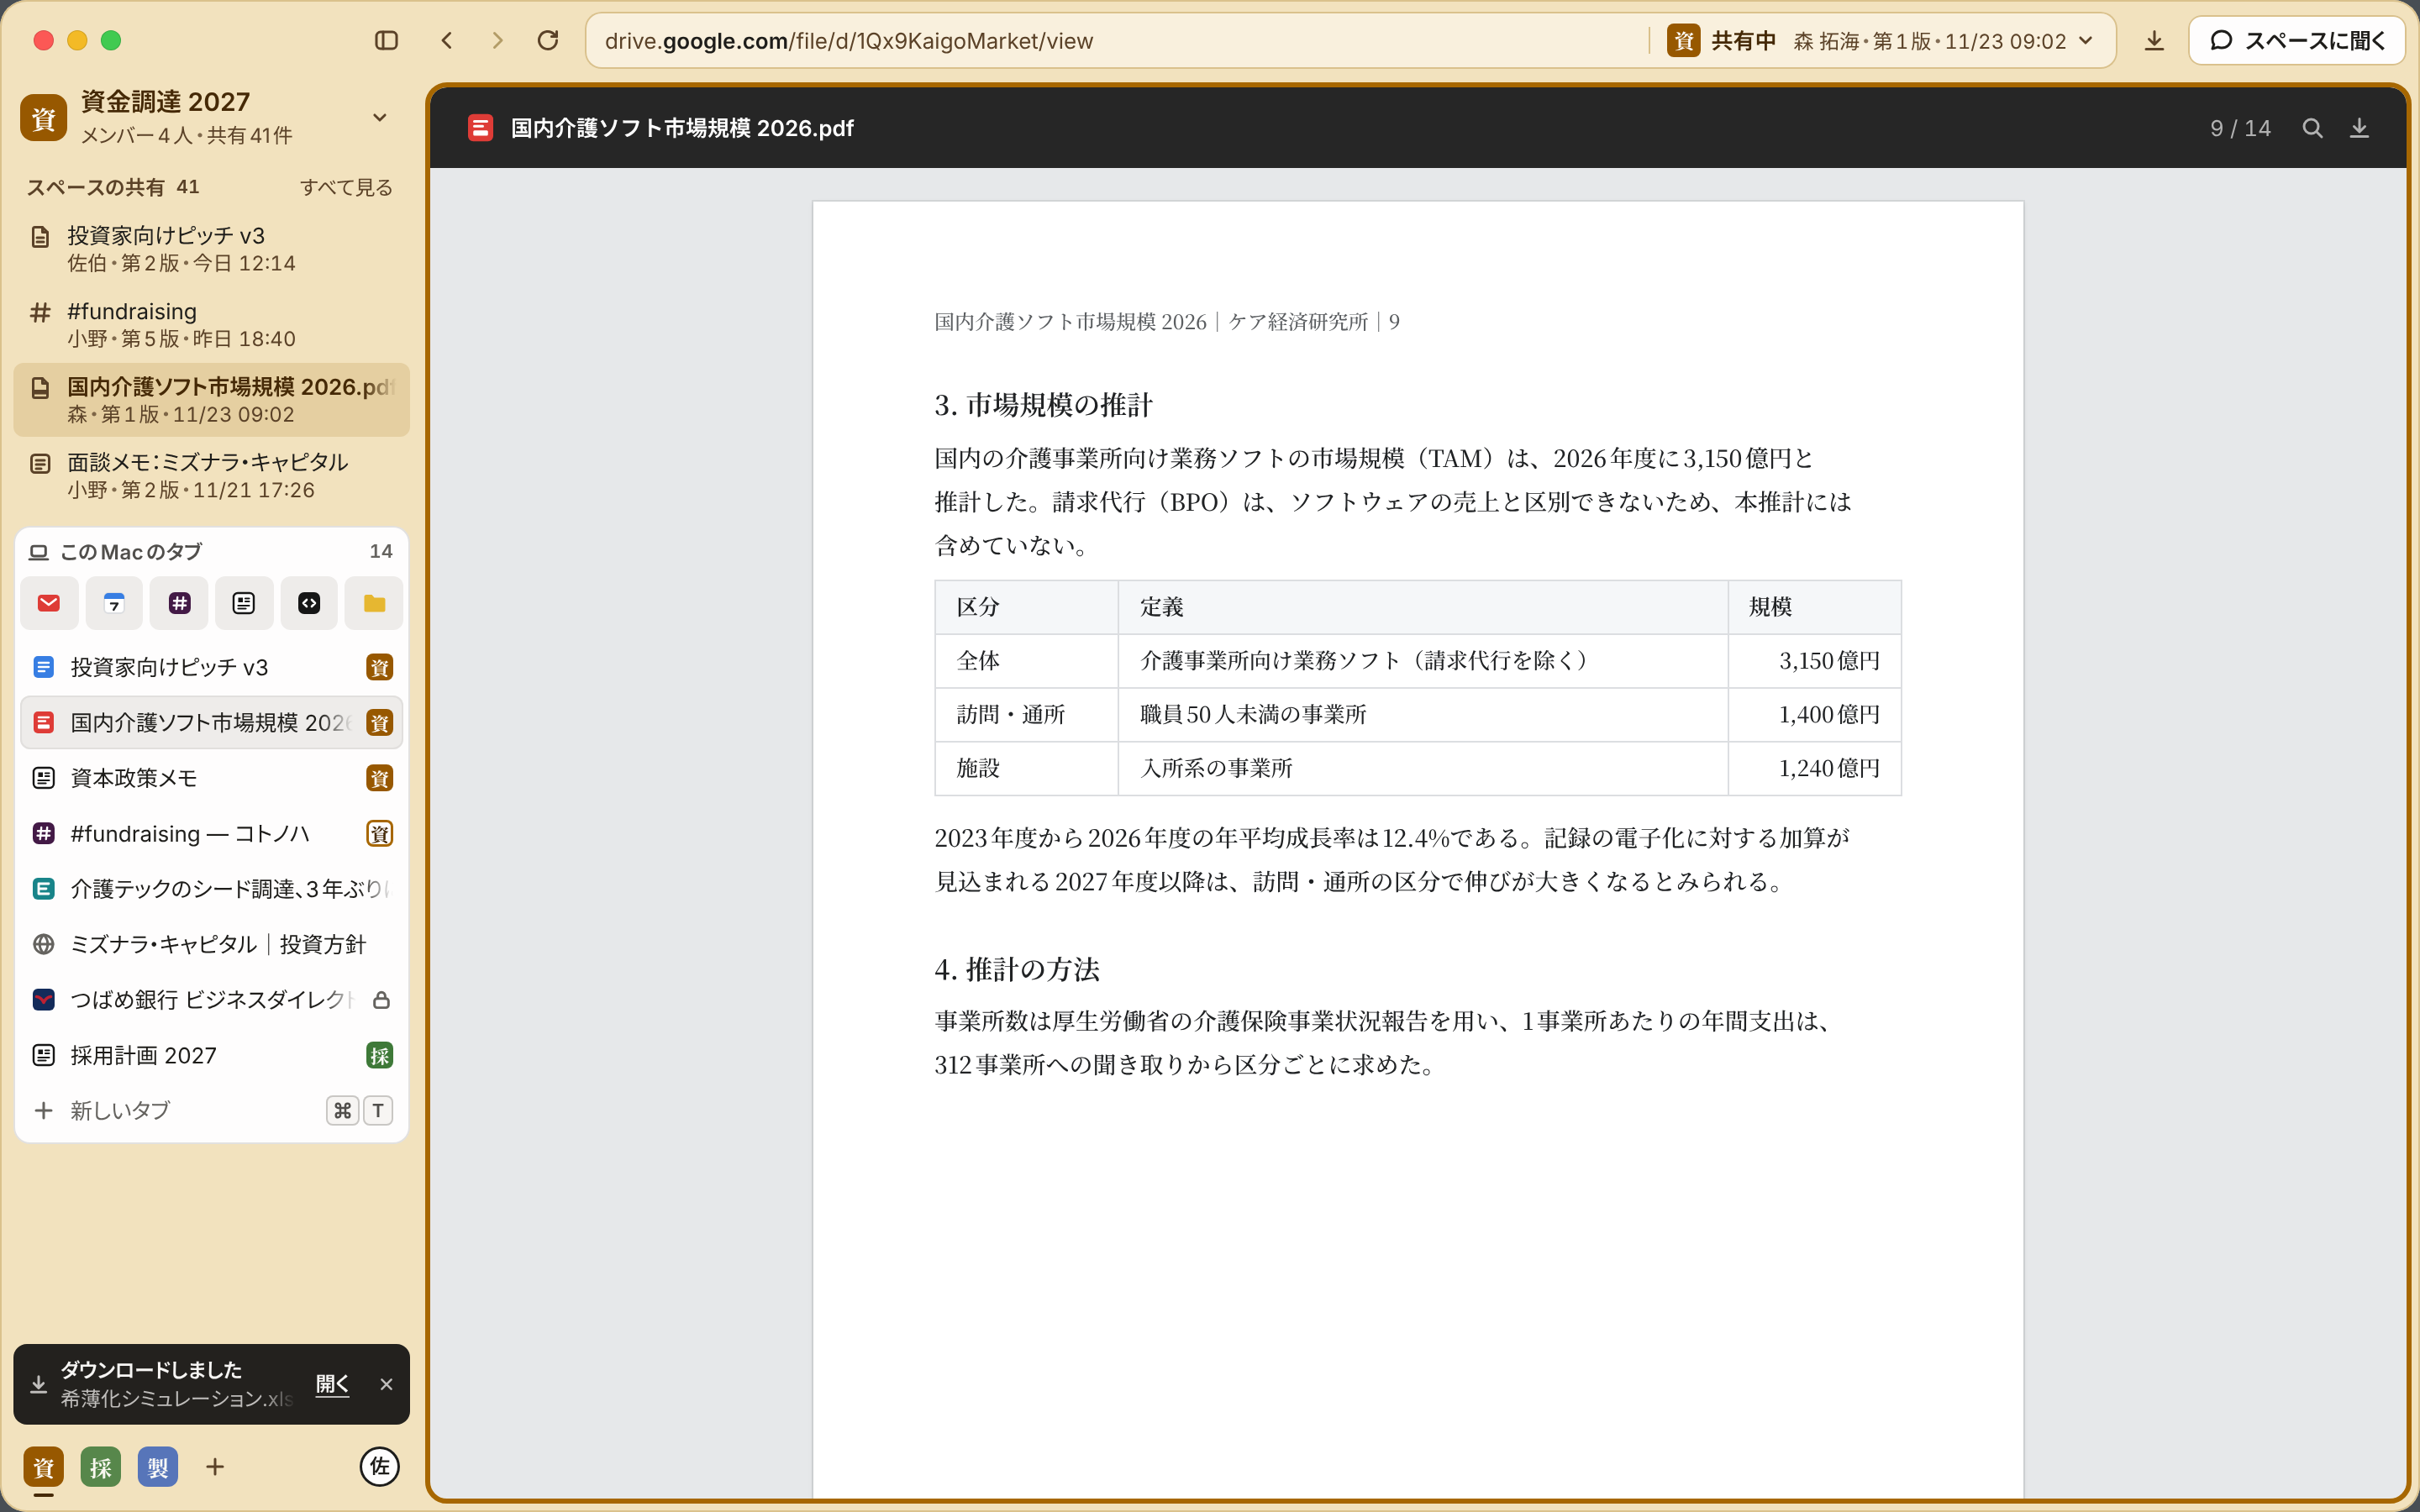 drive.google.com/file/d/1Qx9KaigoMarket/view
資 共有中 森 拓海・第1版・11/23 09:02
スペースに聞く
資 資金調達 2027
メンバー4人・共有41件
スペースの共有 41 すべて見る
投資家向けピッチ v3
佐伯・第2版・今日 12:14
#fundraising
小野・第5版・昨日 18:40
国内介護ソフト市場規模 2026.pdf
森・第1版・11/23 09:02
面談メモ：ミズナラ・キャピタル
小野・第2版・11/21 17:26
このMacのタブ 14
7
投資家向けピッチ v3 資
国内介護ソフト市場規模 202 資
資本政策メモ 資
#fundraising — コトノハ 資
介護テックのシード調達、3年ぶり
ミズナラ・キャピタル｜投資方針
つばめ銀行 ビジネスダイレクト
採用計画 2027 採
新しいタブ ⌘ T
ダウンロードしました
希薄化シミュレーション.xls
開く
資 採 製 + 佐
国内介護ソフト市場規模 2026.pdf
9 / 14
国内介護ソフト市場規模 2026｜ケア経済研究所｜9
3. 市場規模の推計
国内の介護事業所向け業務ソフトの市場規模（TAM）は、2026年度に3,150億円と
推計した。請求代行（BPO）は、ソフトウェアの売上と区別できないため、本推計には
含めていない。
区分 定義 規模
全体 介護事業所向け業務ソフト（請求代行を除く） 3,150億円
訪問・通所 職員50人未満の事業所 1,400億円
施設 入所系の事業所 1,240億円
2023年度から2026年度の年平均成長率は12.4%である。記録の電子化に対する加算が
見込まれる2027年度以降は、訪問・通所の区分で伸びが大きくなるとみられる。
4. 推計の方法
事業所数は厚生労働省の介護保険事業状況報告を用い、1事業所あたりの年間支出は、
312事業所への聞き取りから区分ごとに求めた。